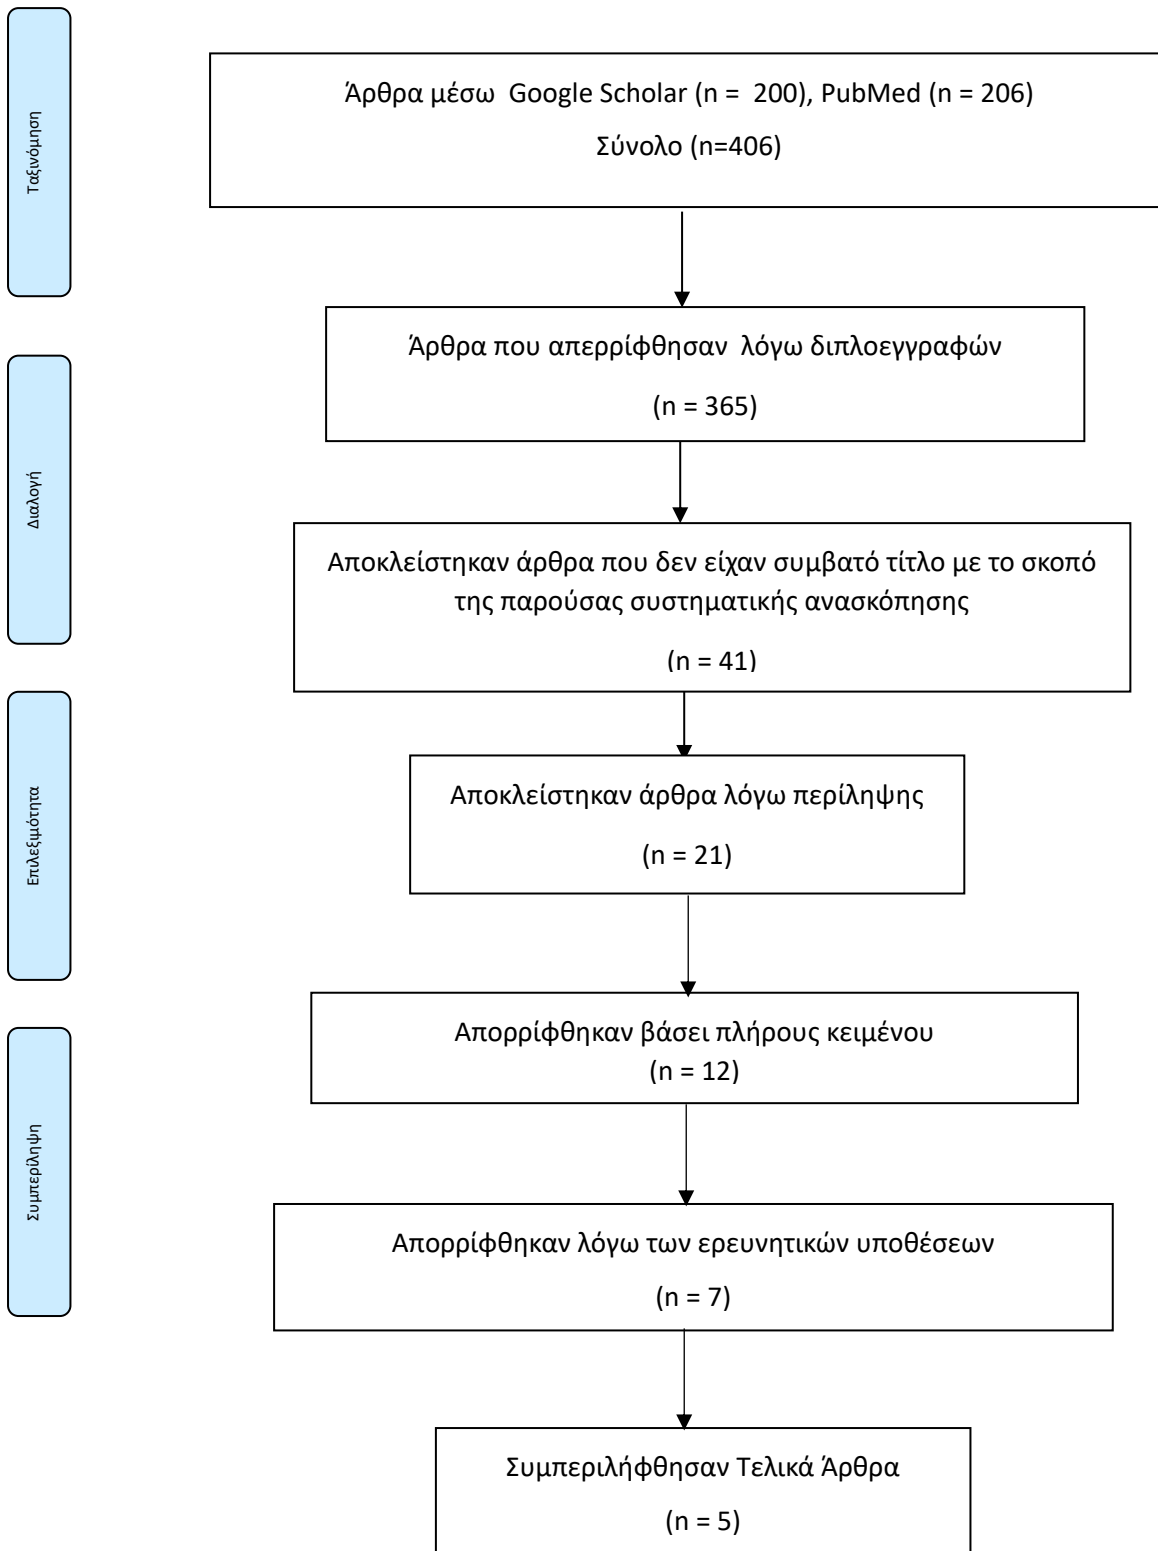 Ταξινόμηση
Άρθρα μέσω Google Scholar (n = 200), PubMed (n = 206)
Σύνολο (n=406)
Άρθρα που απερρίφθησαν λόγω διπλοεγγραφών
(n = 365)
Διαλογή
Αποκλείστηκαν άρθρα που δεν είχαν συμβατό τίτλο με το σκοπό
της παρούσας συστηματικής ανασκόπησης
(n = 41)
Επιλεξιμότητα
Αποκλείστηκαν άρθρα λόγω περίληψης
(n = 21)
Απορρίφθηκαν βάσει πλήρους κειμένου
(n = 12)
Συμπερίληψη
Απορρίφθηκαν λόγω των ερευνητικών υποθέσεων
(n = 7)
Συμπεριλήφθησαν Τελικά Άρθρα
(n = 5)